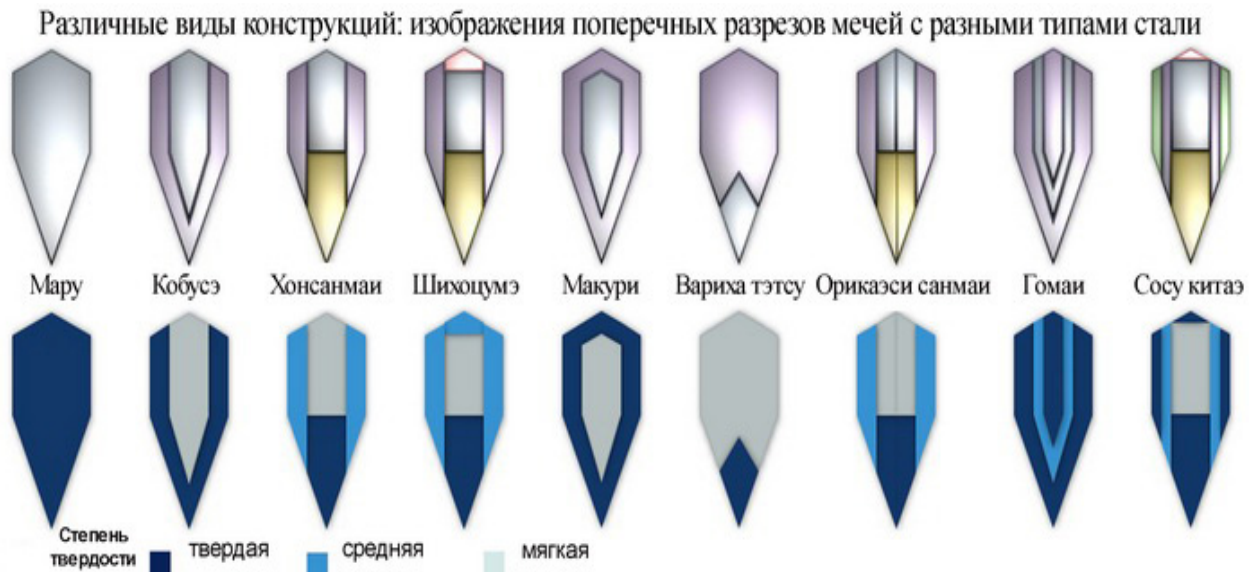 Различные виды конструкций: изображения поперечных разрезов мечей с разными типами стали
Мару Кобусэ Хонсанмаи Шихоцумэ Макури Вариха тэтсу Орикаэси санмаи Гомаи Сосу китаэ
Степень твердости твердая средняя мягкая